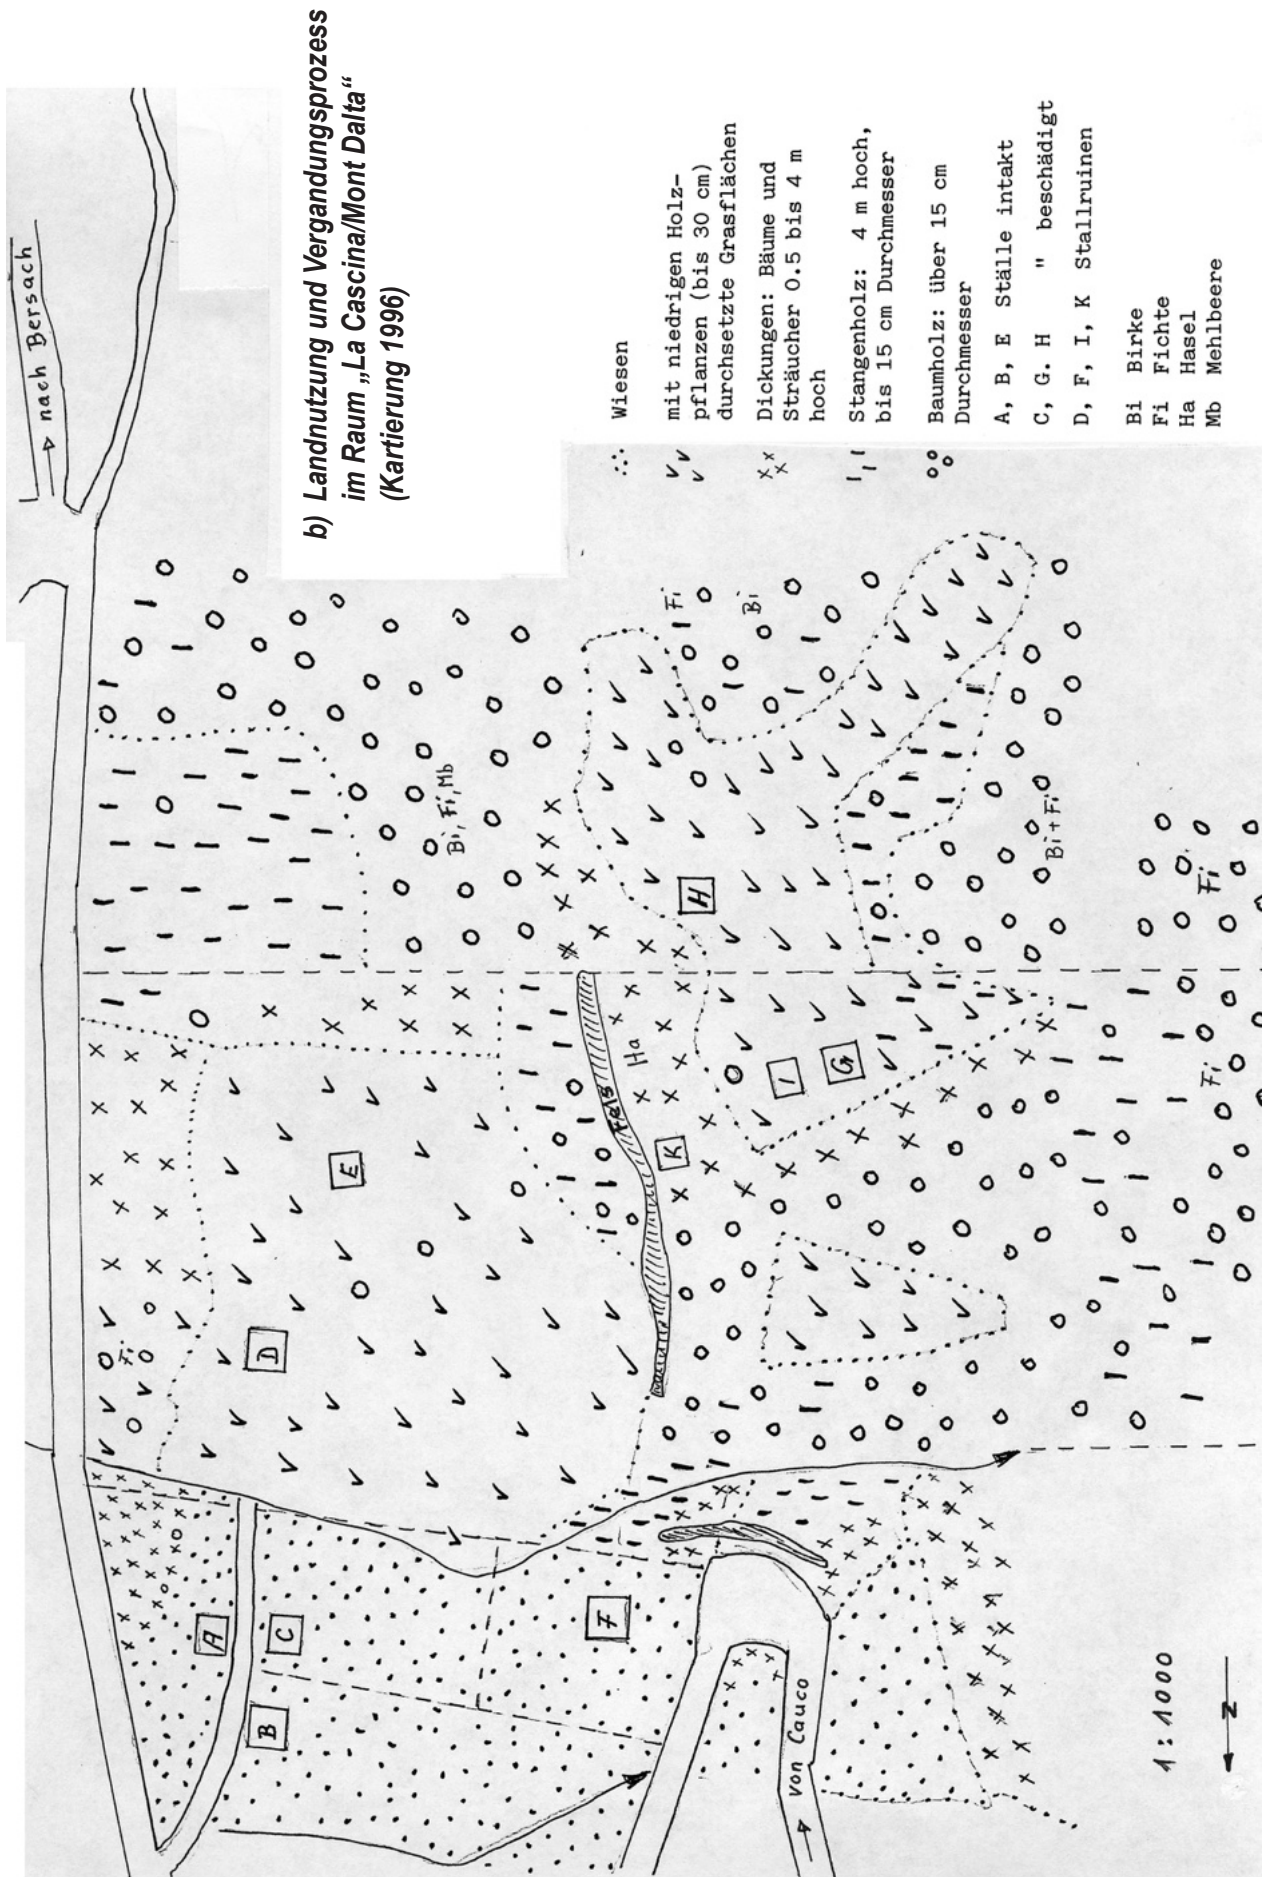 → nach Bersach
b) Landnutzung und Vergandungsprozess
im Raum „La Cascina/Mont Dalta“
(Kartierung 1996)
Wiesen
mit niedrigen Holz-
pflanzen (bis 30 cm)
durchsetzte Grasflächen
Dickungen: Bäume und
Sträucher 0.5 bis 4 m
hoch
Stangenholz: 4 m hoch,
bis 15 cm Durchmesser
Baumholz: über 15 cm
Durchmesser
A, B, E Ställe intakt
C, G. H " beschädigt
D, F, I, K Stallruinen
Bi Birke
Fi Fichte
Ha Hasel
Mb Mehlbeere
Fi
Bi, Fi, Mb
Fi
Bi
Bi + Fi
Fi
Fi
Ha
Fels
A
B
C
D
E
F
G
H
I
K
→ von Cauco
1 : 1000
N